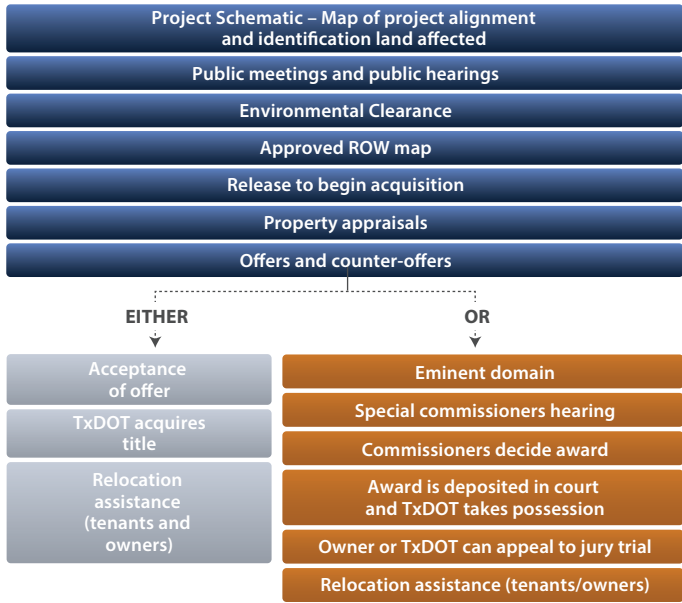 Project Schematic – Map of project alignment
and identification land affected
Public meetings and public hearings
Environmental Clearance
Approved ROW map
Release to begin acquisition
Property appraisals
Offers and counter-offers
EITHER
OR
Acceptance
of offer
TxDOT acquires
title
Relocation
assistance
(tenants and
owners)
Eminent domain
Special commissioners hearing
Commissioners decide award
Award is deposited in court
and TxDOT takes possession
Owner or TxDOT can appeal to jury trial
Relocation assistance (tenants/owners)